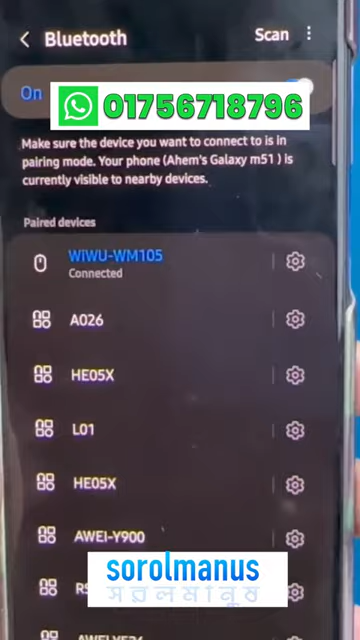 Bluetooth
Scan
On
01756718796
Make sure the device you want to connect to is in
pairing mode. Your phone (Ahem's Galaxy m51 ) is
currently visible to nearby devices.
Paired devices
WiWU-WM105
Connected
A026
HE05X
L01
HE05X
AWEI-Y900
sorolmanus
সরলমানুষ